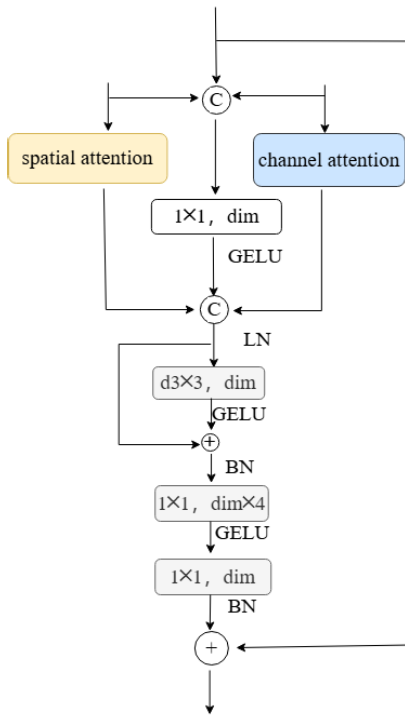 C
spatial attention
channel attention
1×1, dim
GELU
C
LN
d3×3, dim
GELU
+
BN
1×1, dim×4
GELU
1×1, dim
BN
+